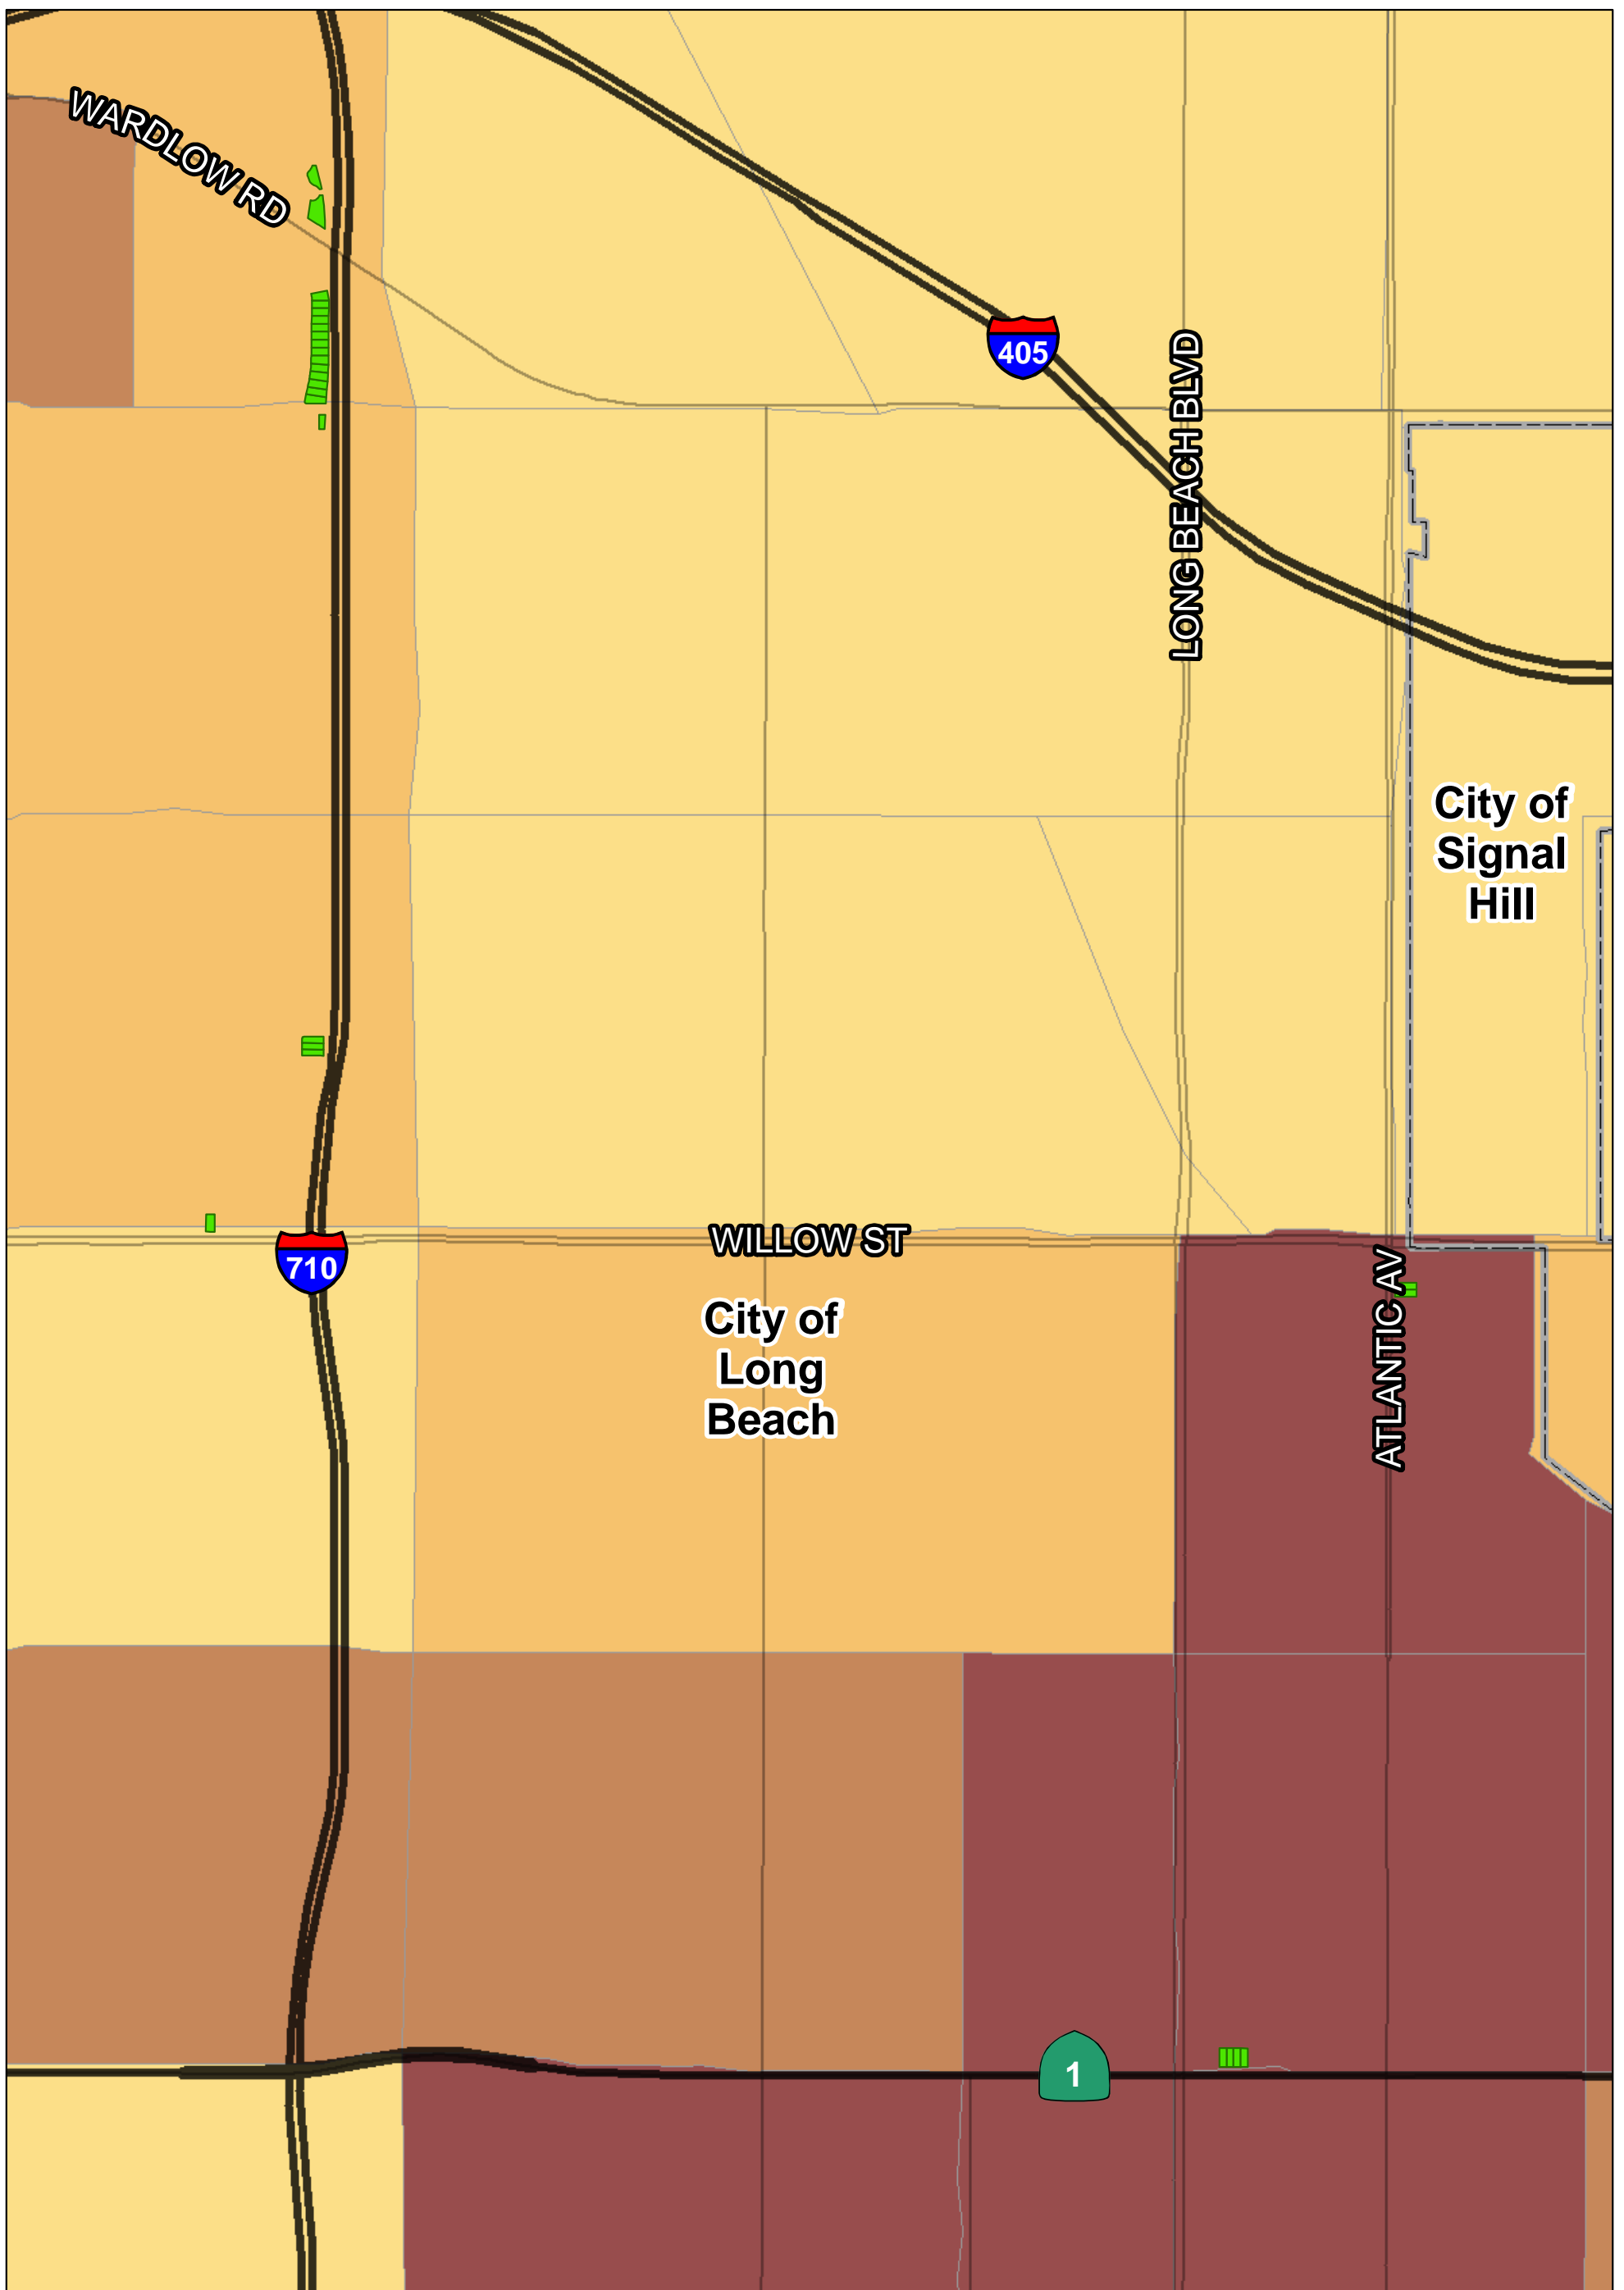 WARDLOW RD
405
LONG BEACH BLVD
City of
Signal
Hill
WILLOW ST
710
City of
Long
Beach
ATLANTIC AV
1